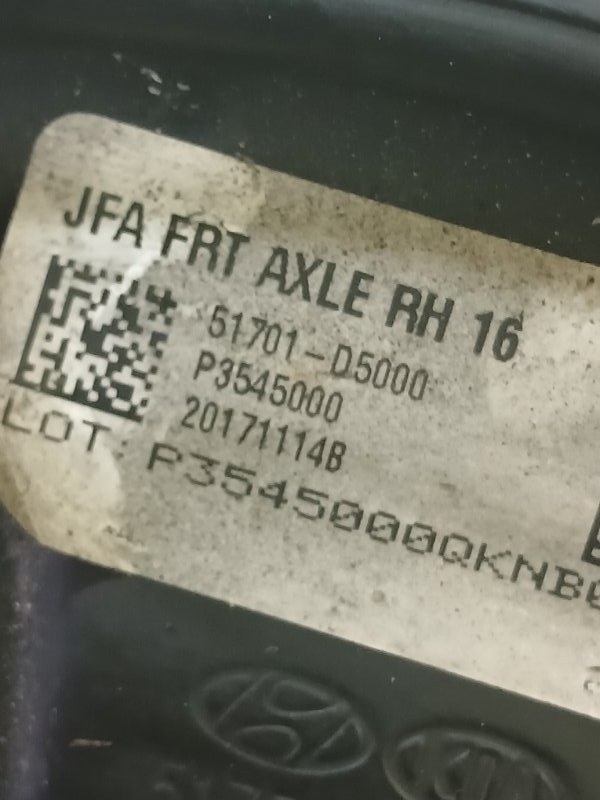 JFA FRT AXLE RH 16
51701-D5000
P3545000
20171114B
LOT: P3545000QKNB